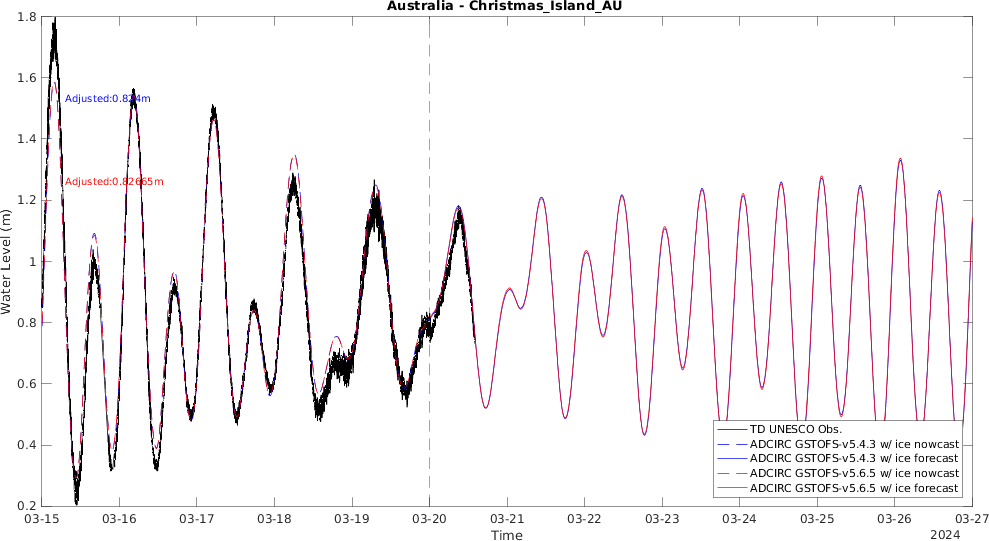 Australia - Christmas_Island_AU
1.8
1.6
1.4
1.2
1
0.8
0.6
0.4
0.2
Water Level (m)
Adjusted:0.824m
Adjusted:0.82665m
TD UNESCO Obs.
ADCIRC GSTOFS-v5.4.3 w/ ice nowcast
ADCIRC GSTOFS-v5.4.3 w/ ice forecast
ADCIRC GSTOFS-v5.6.5 w/ ice nowcast
ADCIRC GSTOFS-v5.6.5 w/ ice forecast
03-15 03-16 03-17 03-18 03-19 03-20 03-21 03-22 03-23 03-24 03-25 03-26 03-27
Time
2024